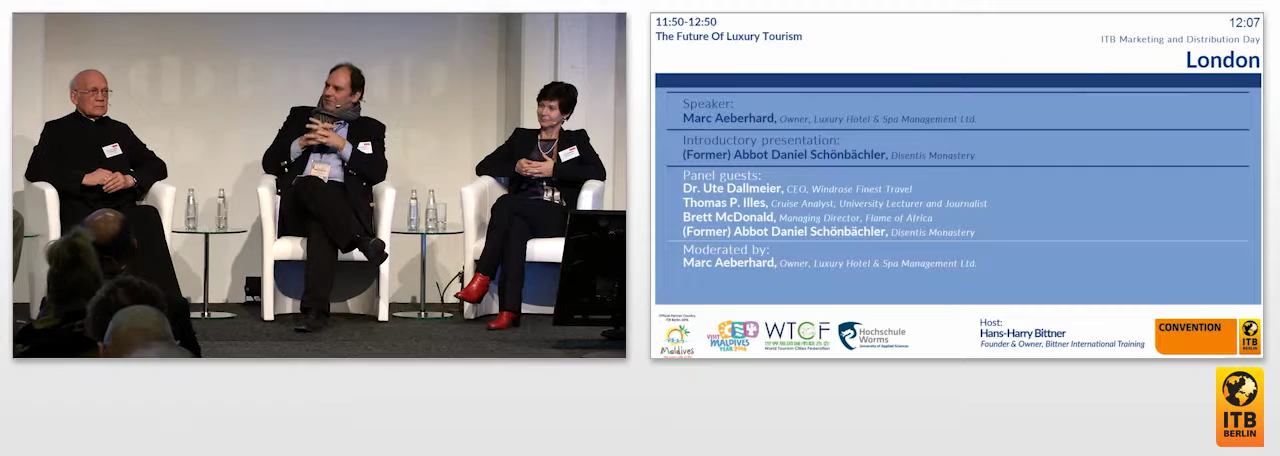 11:50-12:50
12:07
The Future Of Luxury Tourism
ITB Marketing and Distribution Day
London
Speaker:
Marc Aeberhard, Owner, Luxury Hotel & Spa Management Ltd.
Introductory presentation:
(Former) Abbot Daniel Schönbächler, Disentis Monastery
Panel guests:
Dr. Ute Dallmeier, CEO, Windrose Finest Travel
Thomas P. Illes, Cruise Analyst, University Lecturer and Journalist
Brett McDonald, Managing Director, Flame of Africa
(Former) Abbot Daniel Schönbächler, Disentis Monastery
Moderated by:
Marc Aeberhard, Owner, Luxury Hotel & Spa Management Ltd.
Maldives
VISIT
MALDIVES
YEAR 2016
WTCF
World Tourism Cities Federation
Hochschule
Worms
University of Applied Sciences
Host:
Hans-Harry Bittner
Founder & Owner, Bittner International Training
CONVENTION
ITB
BERLIN
ITB
BERLIN